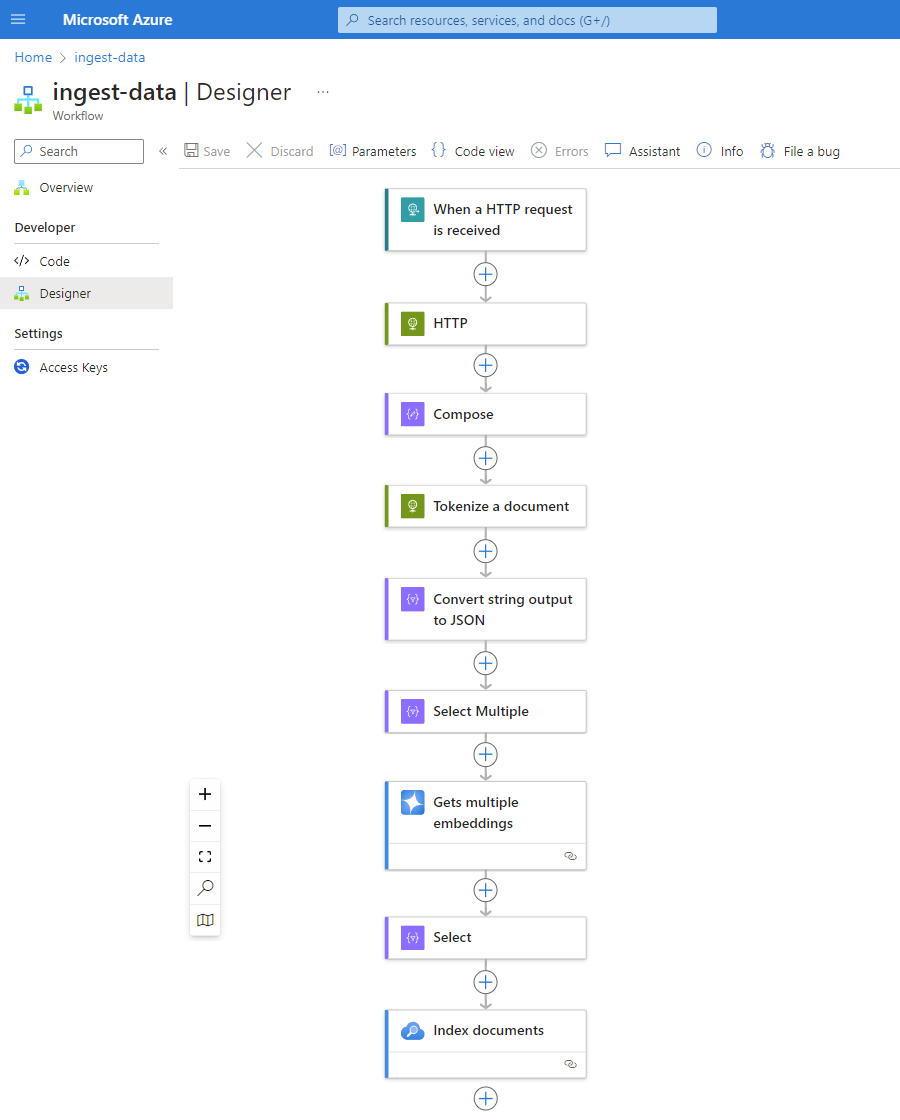 Microsoft Azure
Search resources, services, and docs (G+/)
Home > ingest-data
ingest-data | Designer ...
Workflow
Search
«
Save
Discard
Parameters
Code view
Errors
Assistant
Info
File a bug
Overview
Developer
Code
Designer
Settings
Access Keys
When a HTTP request
is received
HTTP
Compose
Tokenize a document
Convert string output
to JSON
Select Multiple
Gets multiple
embeddings
Select
Index documents